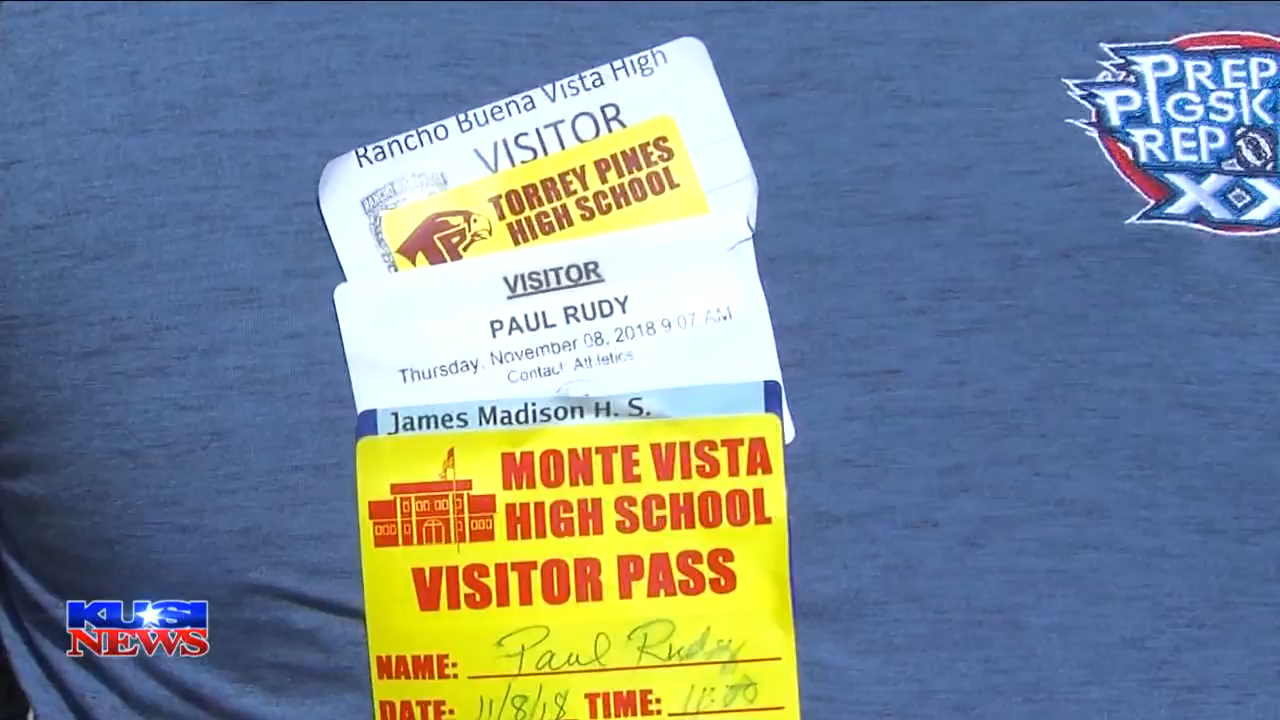 Rancho Buena Vista High
VISITOR
TORREY PINES
HIGH SCHOOL
TP
VISITOR
PAUL RUDY
Thursday, November 08, 2018 9:07 AM
Contact: Athletics
James Madison H. S.
MONTE VISTA
HIGH SCHOOL
VISITOR PASS
NAME: Paul Rudy
DATE: 11/8/18 TIME: 11:00
PREP
PIGSK
REP
XX
KUSI
NEWS